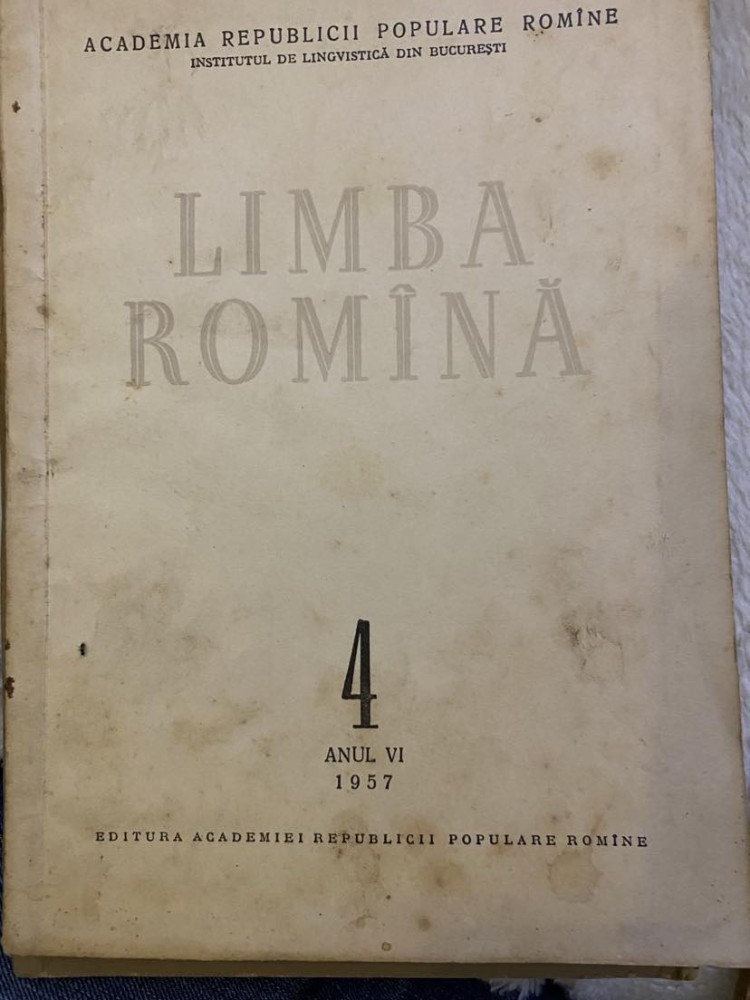 ACADEMIA REPUBLICII POPULARE ROMÎNE
INSTITUTUL DE LINGVISTICĂ DIN BUCUREȘTI
LIMBA
ROMÎNĂ
4
ANUL VI
1957
EDITURA ACADEMIEI REPUBLICII POPULARE ROMÎNE